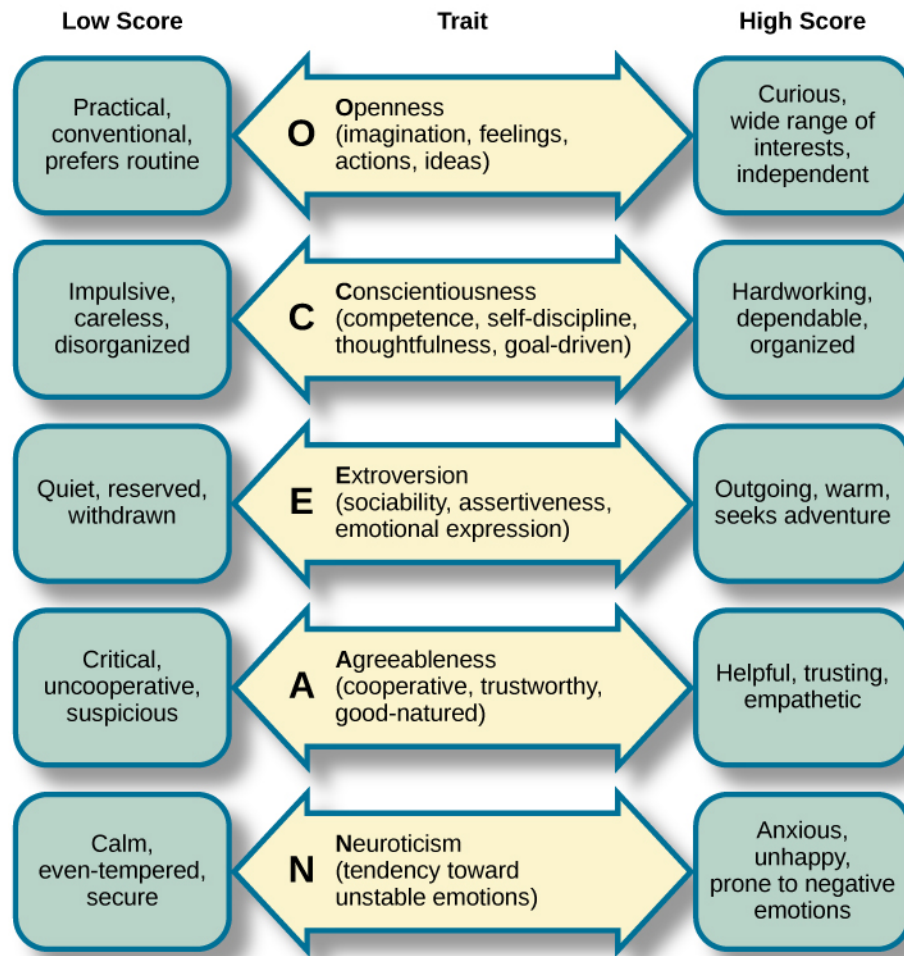 Low Score
Trait
High Score
Practical,
conventional,
prefers routine
O
Openness
(imagination, feelings,
actions, ideas)
Curious,
wide range of
interests,
independent
Impulsive,
careless,
disorganized
C
Conscientiousness
(competence, self-discipline,
thoughtfulness, goal-driven)
Hardworking,
dependable,
organized
Quiet, reserved,
withdrawn
E
Extroversion
(sociability, assertiveness,
emotional expression)
Outgoing, warm,
seeks adventure
Critical,
uncooperative,
suspicious
A
Agreeableness
(cooperative, trustworthy,
good-natured)
Helpful, trusting,
empathetic
Calm,
even-tempered,
secure
N
Neuroticism
(tendency toward
unstable emotions)
Anxious,
unhappy,
prone to negative
emotions